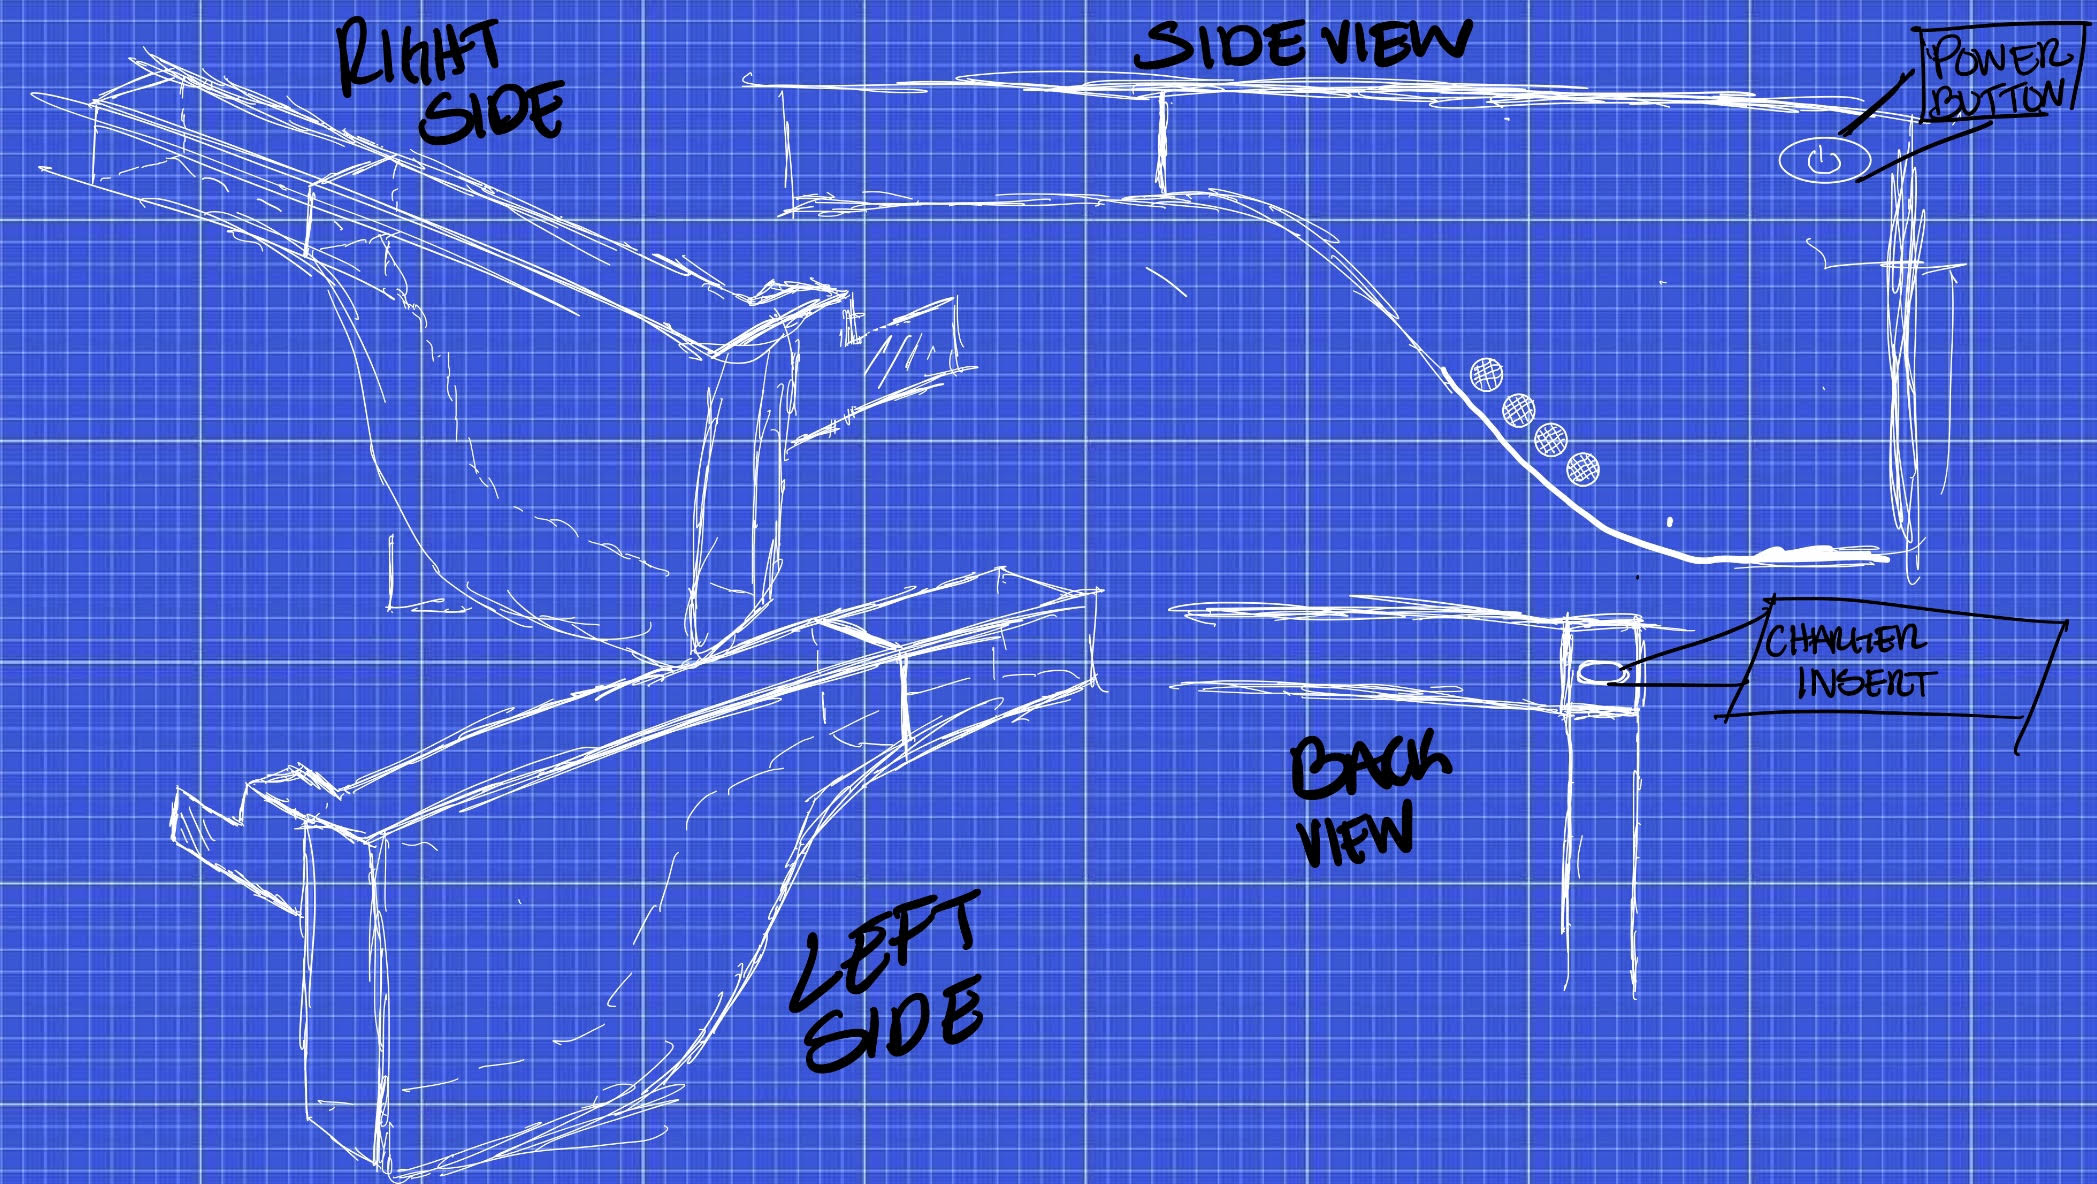 RIGHT
SIDE
SIDE VIEW
POWER
BUTTON
CHARGER
INSERT
BACK
VIEW
LEFT
SIDE